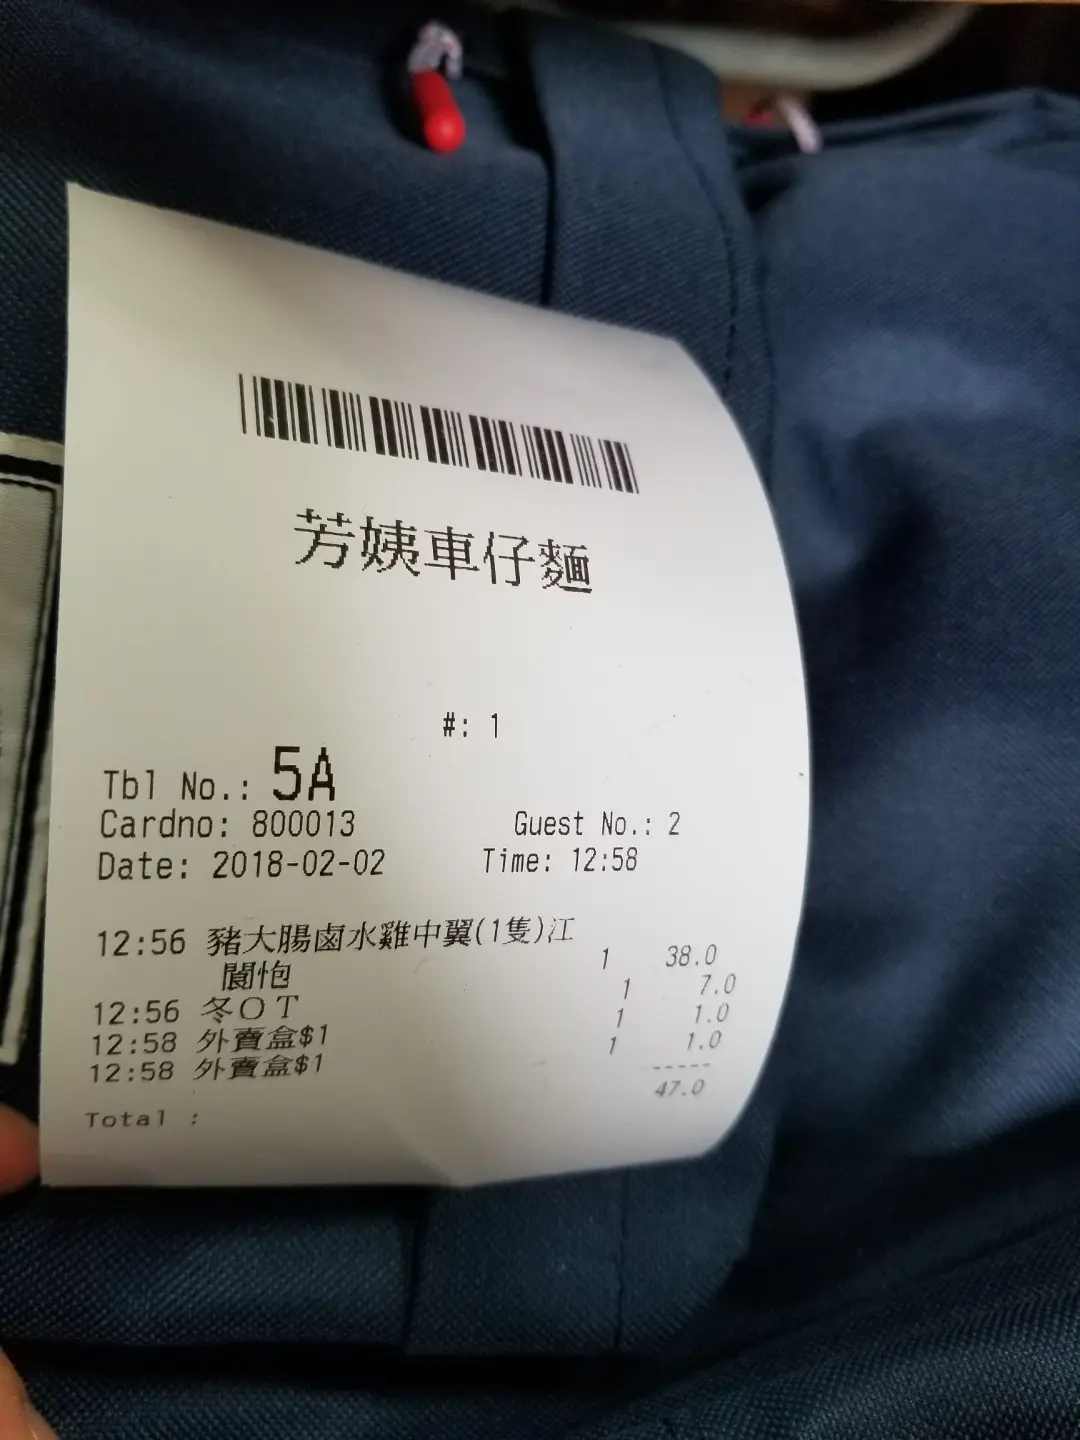 芳姨車仔麵
#: 1
Tbl No.: 5A
Cardno: 800013 Guest No.: 2
Date: 2018-02-02 Time: 12:58
12:56 豬大腸鹵水雞中翼(1隻)江
閬怉 1 38.0
12:56 冬OT 1 7.0
12:58 外賣盒$1 1 1.0
12:58 外賣盒$1 1 1.0
-----
Total : 47.0